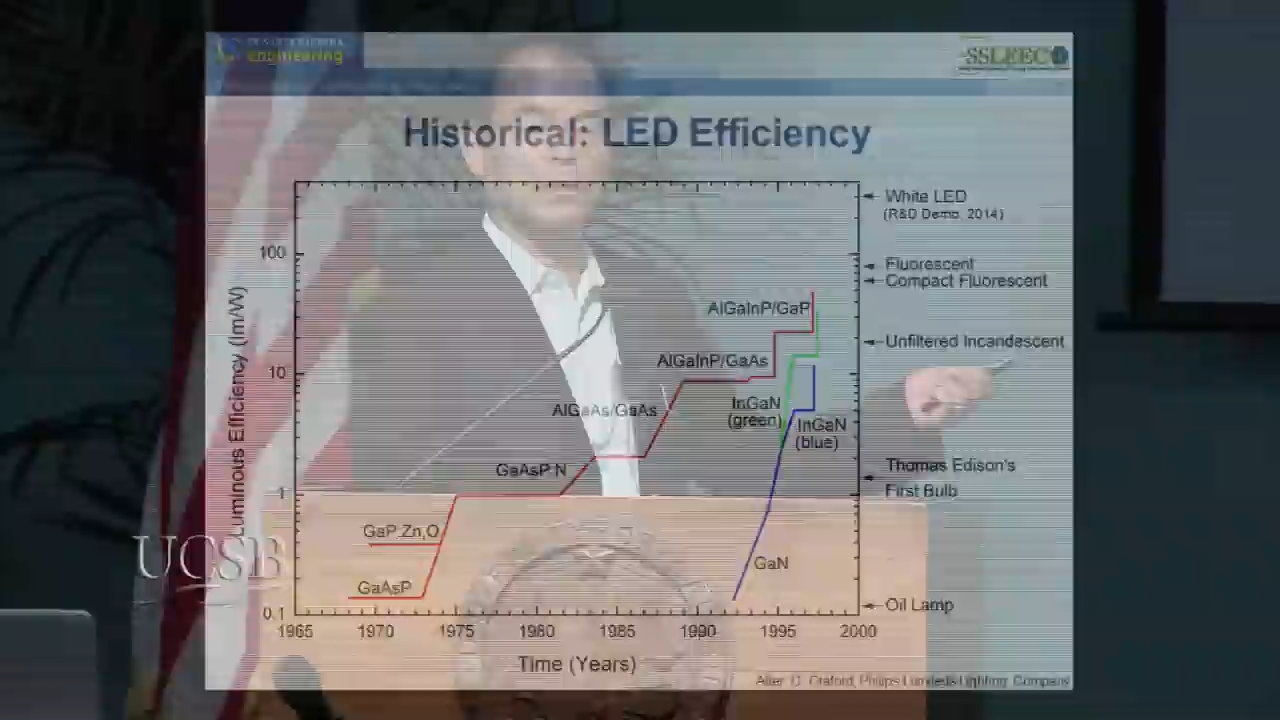 engineering
SSLEEC
Historical: LED Efficiency
White LED
(R&D Demo, 2014)
100
Fluorescent
Compact Fluorescent
AlGaInP/GaP
Unfiltered Incandescent
AlGaInP/GaAs
10
AlGaAs/GaAs
InGaN
(green)
InGaN
(blue)
Luminous Efficiency (lm/W)
GaAsP:N
Thomas Edison's
First Bulb
1
GaP:Zn,O
UCSB
GaN
GaAsP
Oil Lamp
0.1
1965 1970 1975 1980 1985 1990 1995 2000
Time (Years)
After: G. Craford, Philips Lumileds Lighting Company